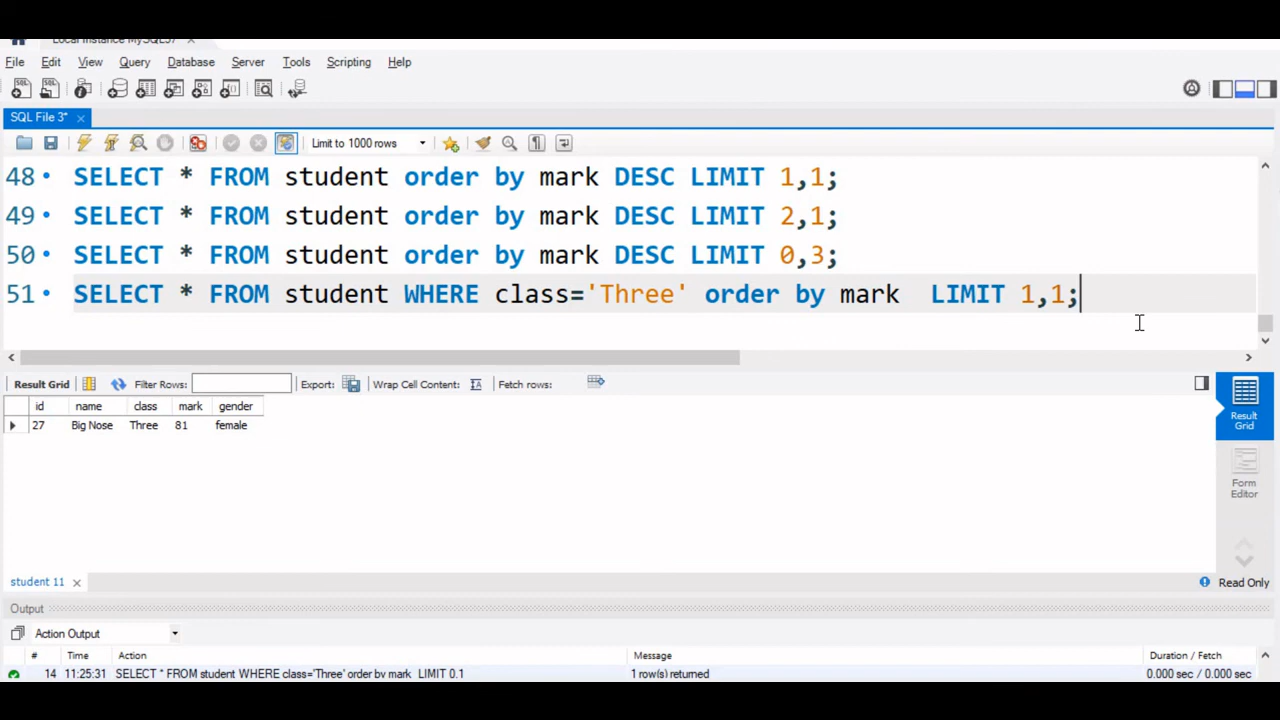 Local instance MySQL57 ×
File Edit View Query Database Server Tools Scripting Help
SQL File 3* ×
Limit to 1000 rows
48 • SELECT * FROM student order by mark DESC LIMIT 1,1;
49 • SELECT * FROM student order by mark DESC LIMIT 2,1;
50 • SELECT * FROM student order by mark DESC LIMIT 0,3;
51 • SELECT * FROM student WHERE class='Three' order by mark  LIMIT 1,1;
Result Grid Filter Rows: Export: Wrap Cell Content: Fetch rows:
id name class mark gender
27 Big Nose Three 81 female
Result
Grid
Form
Editor
student 11 × Read Only
Output
Action Output
# Time Action Message Duration / Fetch
14 11:25:31 SELECT * FROM student WHERE class='Three' order by mark  LIMIT 0,1 1 row(s) returned 0.000 sec / 0.000 sec